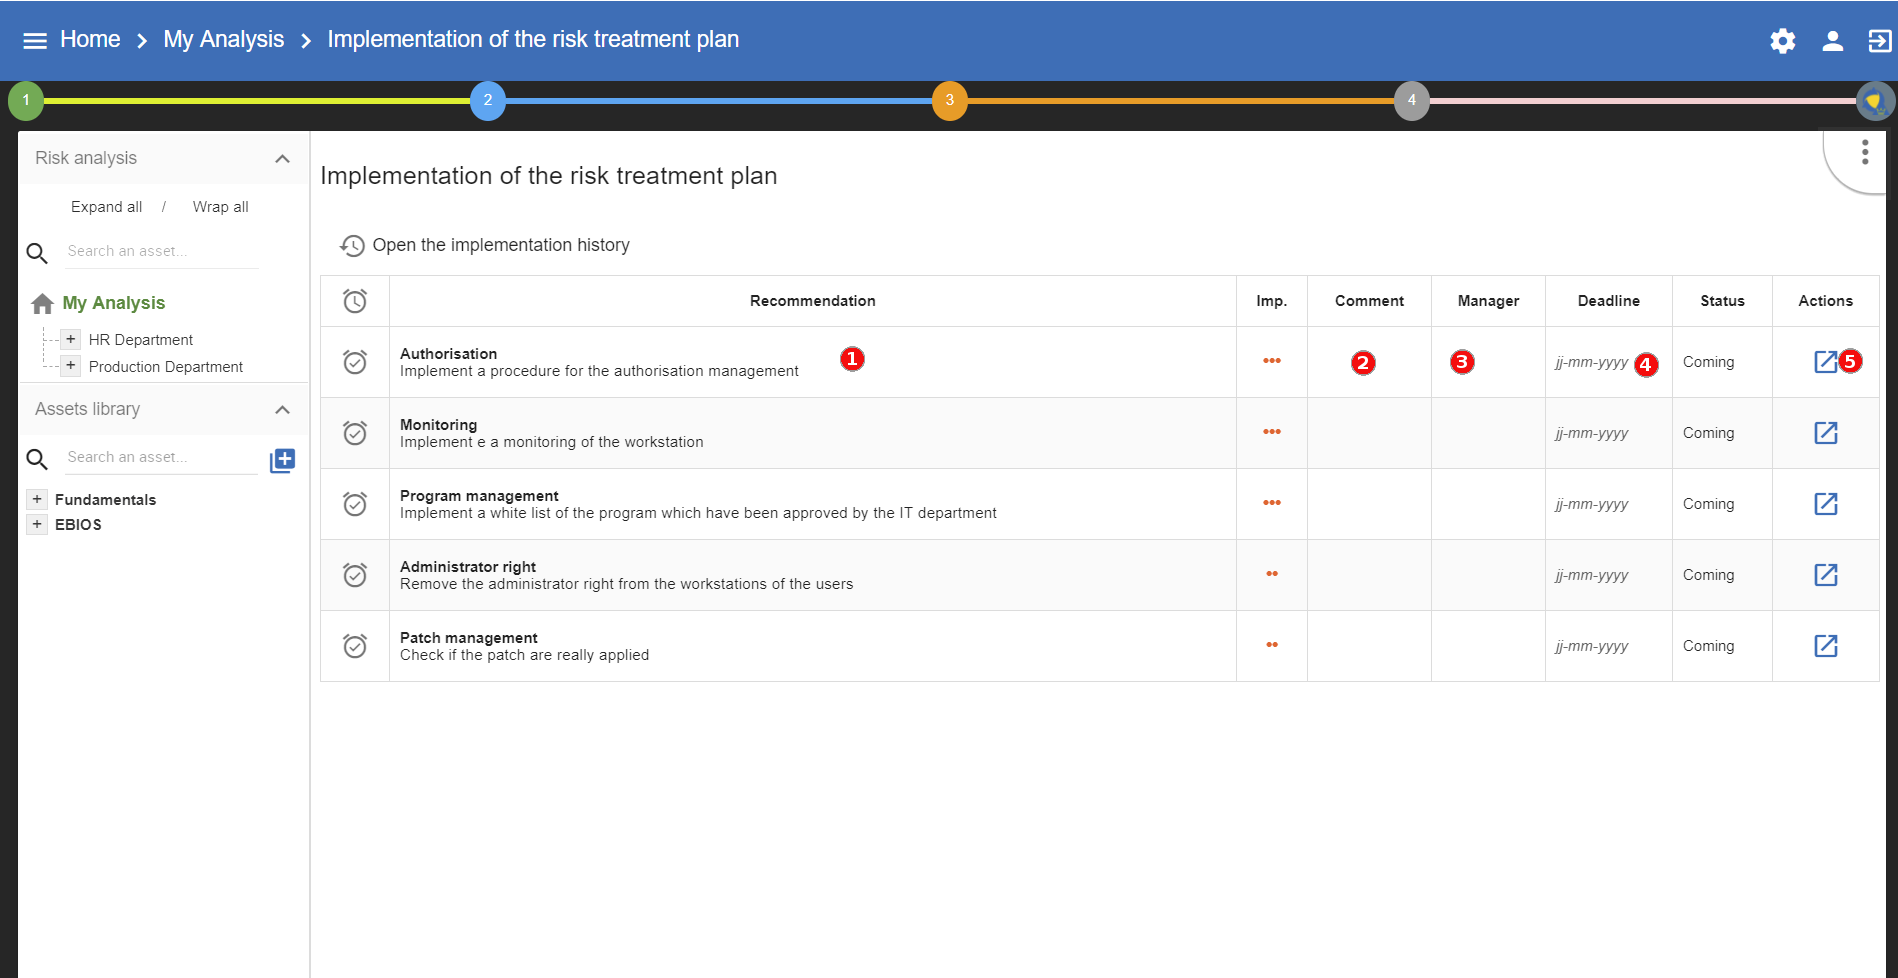 Home > My Analysis > Implementation of the risk treatment plan
1 2 3 4
Risk analysis
Expand all / Wrap all
Search an asset...
My Analysis
+ HR Department
+ Production Department
Assets library
Search an asset...
+ Fundamentals
+ EBIOS
Implementation of the risk treatment plan
Open the implementation history
Recommendation Imp. Comment Manager Deadline Status Actions
Authorisation
Implement a procedure for the authorisation management 1 ••• 2 3 jj-mm-yyyy 4 Coming 5
Monitoring
Implement e a monitoring of the workstation ••• jj-mm-yyyy Coming
Program management
Implement a white list of the program which have been approved by the IT department ••• jj-mm-yyyy Coming
Administrator right
Remove the administrator right from the workstations of the users •• jj-mm-yyyy Coming
Patch management
Check if the patch are really applied •• jj-mm-yyyy Coming